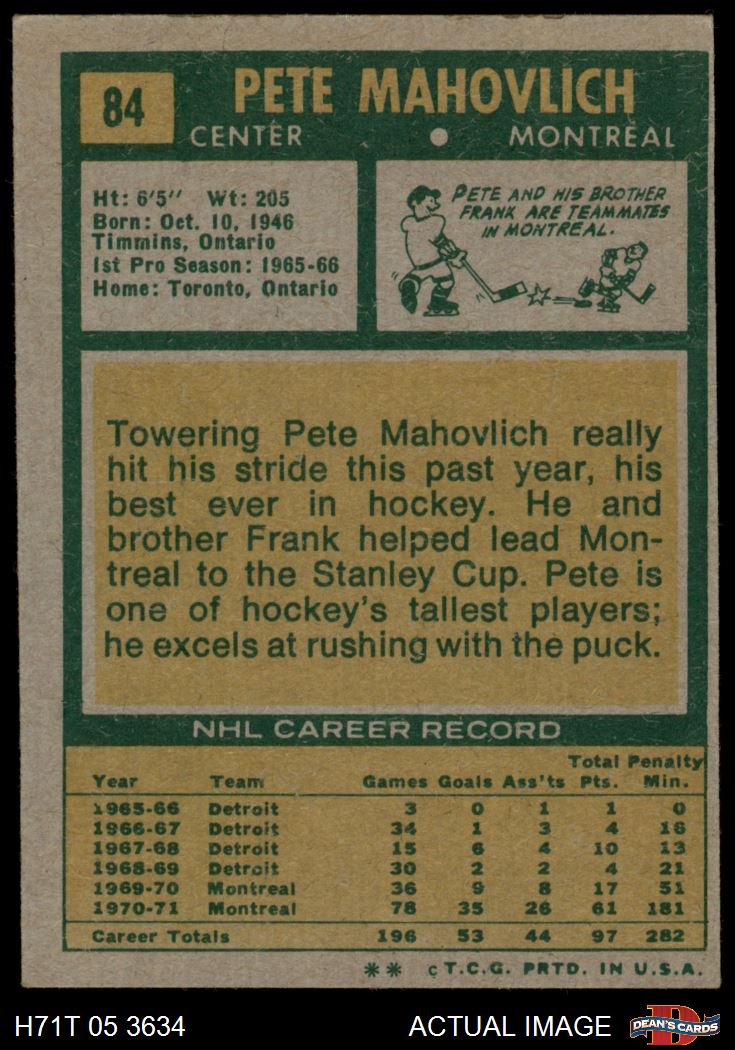 84
PETE MAHOVLICH
CENTER • MONTREAL
Ht: 6'5'' Wt: 205
Born: Oct. 10, 1946
Timmins, Ontario
1st Pro Season: 1965-66
Home: Toronto, Ontario
PETE AND HIS BROTHER
FRANK ARE TEAMMATES
IN MONTREAL.
Towering Pete Mahovlich really
hit his stride this past year, his
best ever in hockey. He and
brother Frank helped lead Mon-
treal to the Stanley Cup. Pete is
one of hockey's tallest players;
he excels at rushing with the puck.
NHL CAREER RECORD
Year Team Games Goals Ass'ts Total Pts. Penalty Min.
1965-66 Detroit 3 0 1 1 0
1966-67 Detroit 34 1 3 4 16
1967-68 Detroit 15 6 4 10 13
1968-69 Detroit 30 2 2 4 21
1969-70 Montreal 36 9 8 17 51
1970-71 Montreal 78 35 26 61 181
Career Totals 196 53 44 97 282
** ©T.C.G. PRTD. IN U.S.A.
H71T 05 3634 ACTUAL IMAGE
D
DEAN'S CARDS